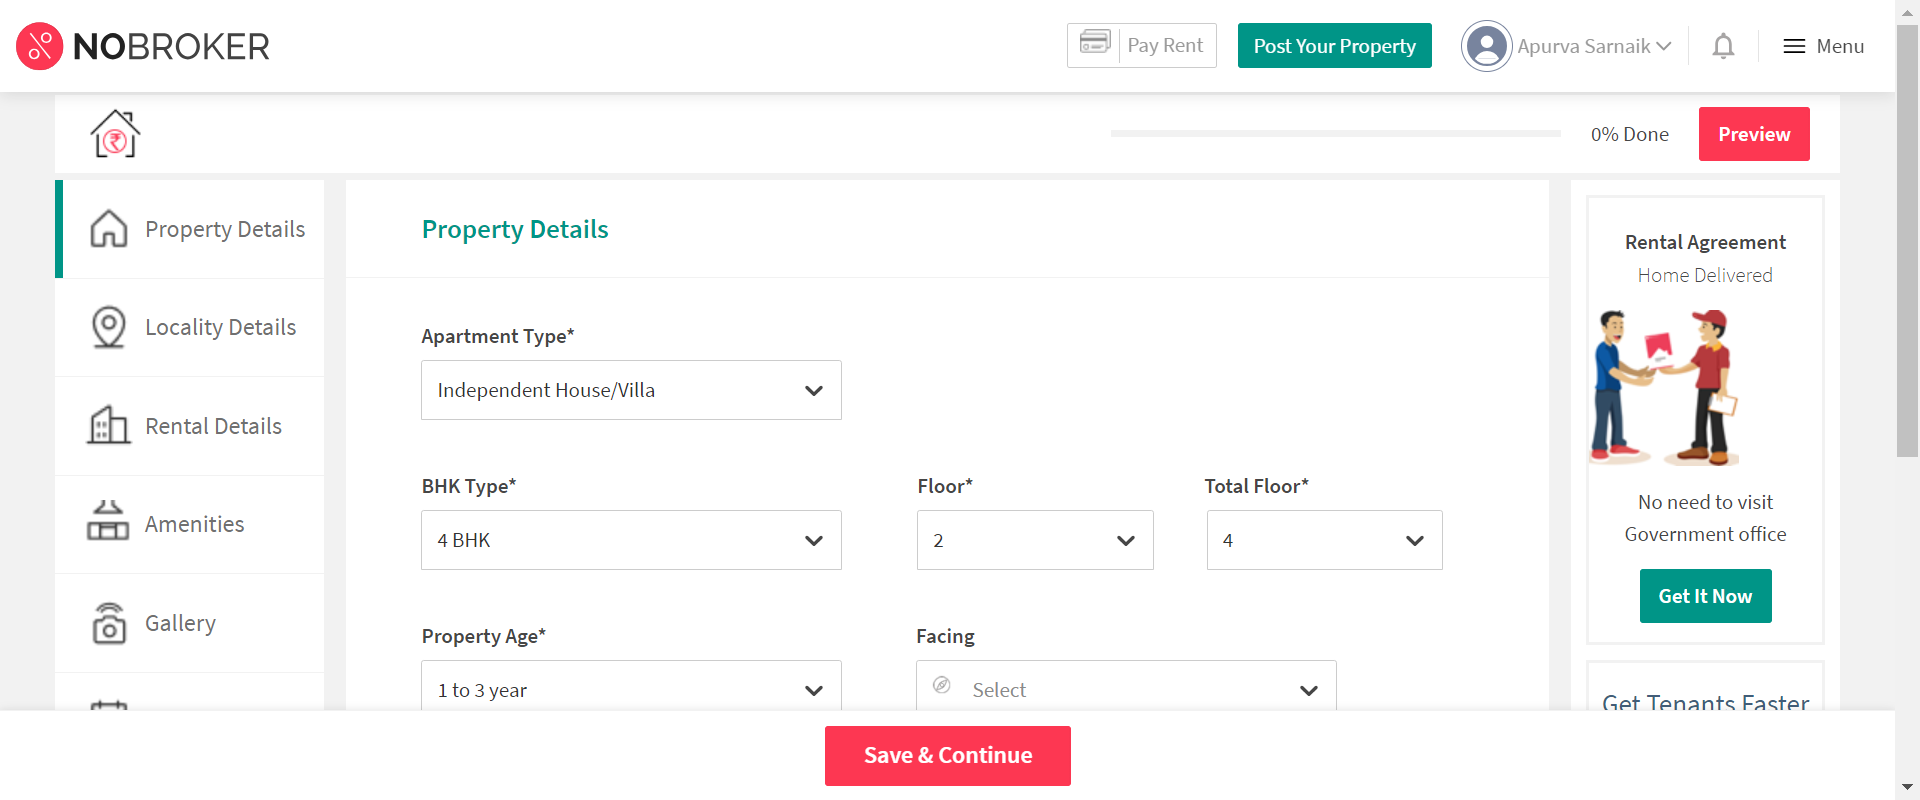 NOBROKER
Pay Rent
Post Your Property
Apurva Sarnaik
Menu
0% Done
Preview
Property Details
Locality Details
Rental Details
Amenities
Gallery
Property Details
Apartment Type*
Independent House/Villa
BHK Type*
Floor*
Total Floor*
4 BHK
2
4
Property Age*
Facing
1 to 3 year
Select
Rental Agreement
Home Delivered
No need to visit
Government office
Get It Now
Get Tenants Faster
Save & Continue